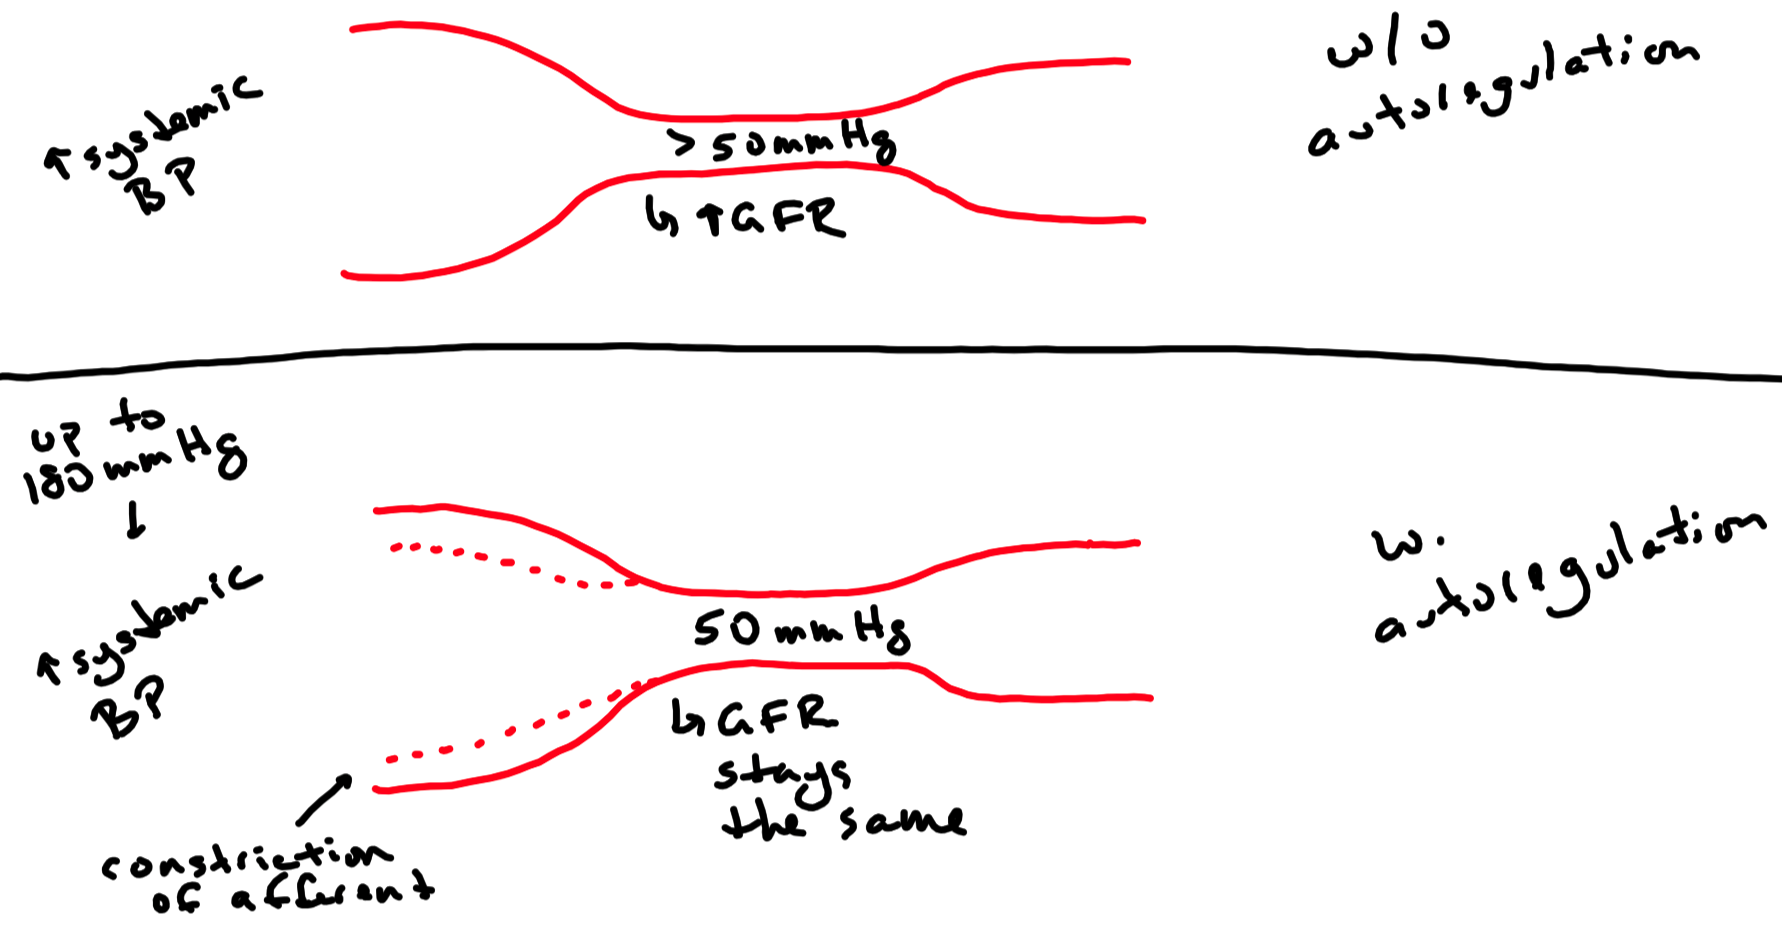 ↑ systemic
BP
> 50 mmHg
↳ ↑ GFR
w/o
autoregulation
up to
180 mmHg
↓
↑ systemic
BP
50 mmHg
↳ GFR
stays
the same
w.
autoregulation
constriction
of afferent